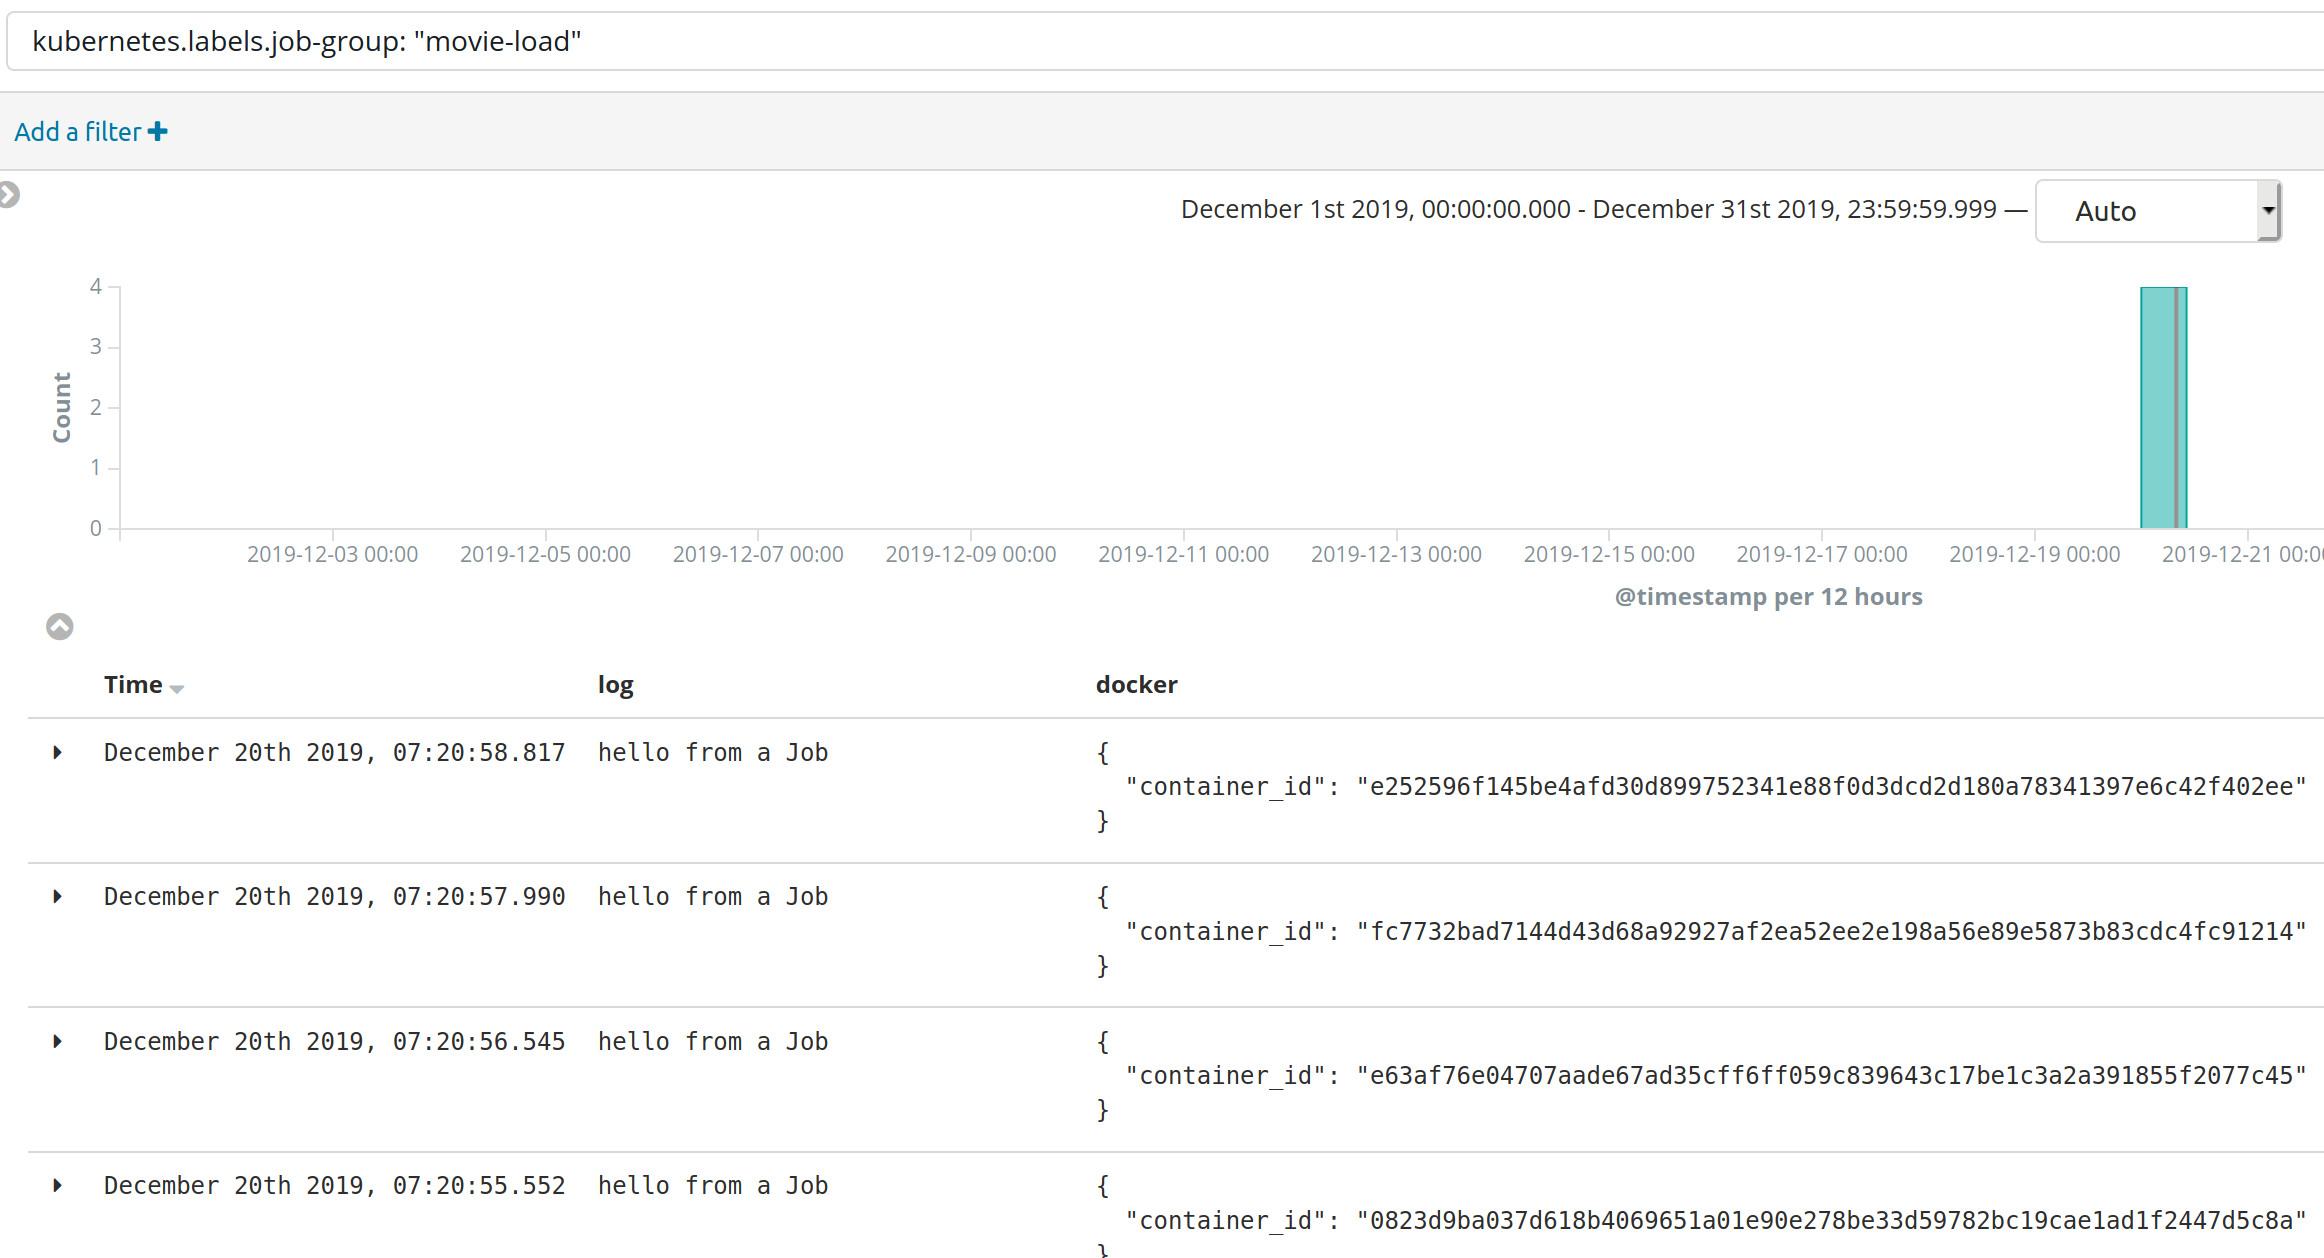 kubernetes.labels.job-group: "movie-load"
Add a filter
December 1st 2019, 00:00:00.000 - December 31st 2019, 23:59:59.999 — Auto
4
3
2
1
0
Count
2019-12-03 00:00 2019-12-05 00:00 2019-12-07 00:00 2019-12-09 00:00 2019-12-11 00:00 2019-12-13 00:00 2019-12-15 00:00 2019-12-17 00:00 2019-12-19 00:00 2019-12-21 00:0
@timestamp per 12 hours
Time log docker
December 20th 2019, 07:20:58.817 hello from a Job {
"container_id": "e252596f145be4afd30d899752341e88f0d3dcd2d180a78341397e6c42f402ee"
}
December 20th 2019, 07:20:57.990 hello from a Job {
"container_id": "fc7732bad7144d43d68a92927af2ea52ee2e198a56e89e5873b83cdc4fc91214"
}
December 20th 2019, 07:20:56.545 hello from a Job {
"container_id": "e63af76e04707aade67ad35cff6ff059c839643c17be1c3a2a391855f2077c45"
}
December 20th 2019, 07:20:55.552 hello from a Job {
"container_id": "0823d9ba037d618b4069651a01e90e278be33d59782bc19cae1ad1f2447d5c8a"
}